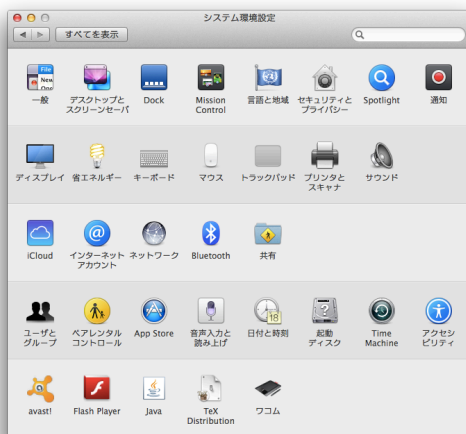 システム環境設定
すべてを表示
File
New
一般
デスクトップと
スクリーンセーバ
Dock
Mission
Control
言語と地域
セキュリティと
プライバシー
Spotlight
通知
ディスプレイ
省エネルギー
キーボード
マウス
トラックパッド
プリンタと
スキャナ
サウンド
iCloud
インターネット
アカウント
ネットワーク
Bluetooth
共有
ユーザと
グループ
ペアレンタル
コントロール
App Store
音声入力と
読み上げ
18
日付と時刻
起動
ディスク
Time
Machine
アクセシ
ビリティ
avast!
Flash Player
Java
TeX
Distribution
ワコム